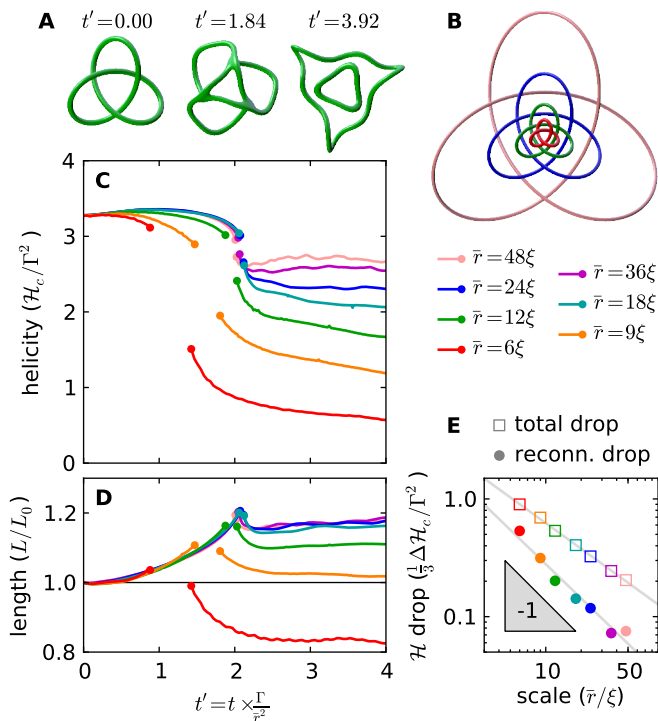 A t′=0.00 t′=1.84 t′=3.92
B
C
helicity (ℋc/Γ²)
4
3
2
1
0
r̄=48ξ r̄=36ξ
r̄=24ξ r̄=18ξ
r̄=12ξ r̄=9ξ
r̄=6ξ
D
length (L/L₀)
1.2
1.0
0.8
0 1 2 3 4
t′=t×Γ/r̄²
E total drop
reconn. drop
ℋ drop (⅓Δℋc/Γ²)
1.0
0.1
-1
10 50
scale (r̄/ξ)